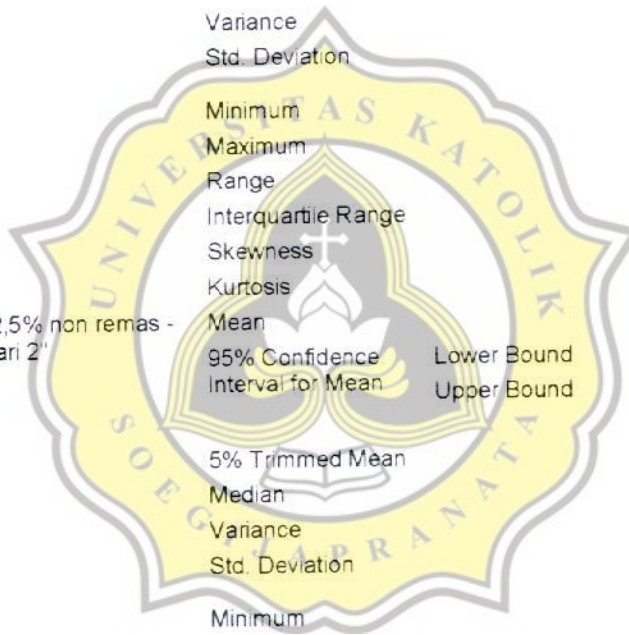 Variance
Std. Deviation
Minimum
Maximum
Range
Interquartile Range
Skewness
Kurtosis
2,5% non remas - Mean
ari 2"
95% Confidence Lower Bound
Interval for Mean Upper Bound
5% Trimmed Mean
Median
Variance
Std. Deviation
Minimum
UNIVERSITAS KATOLIK
SOEGIJAPRANATA